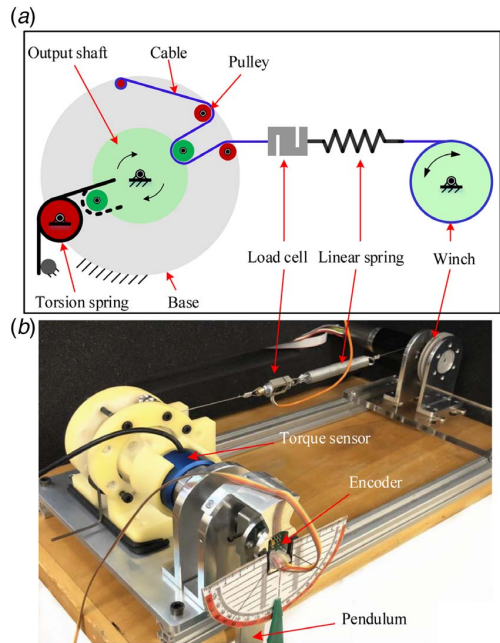 (a)
Output shaft
Cable
Pulley
Load cell
Linear spring
Winch
Torsion spring
Base
(b)
Torque sensor
Encoder
Pendulum